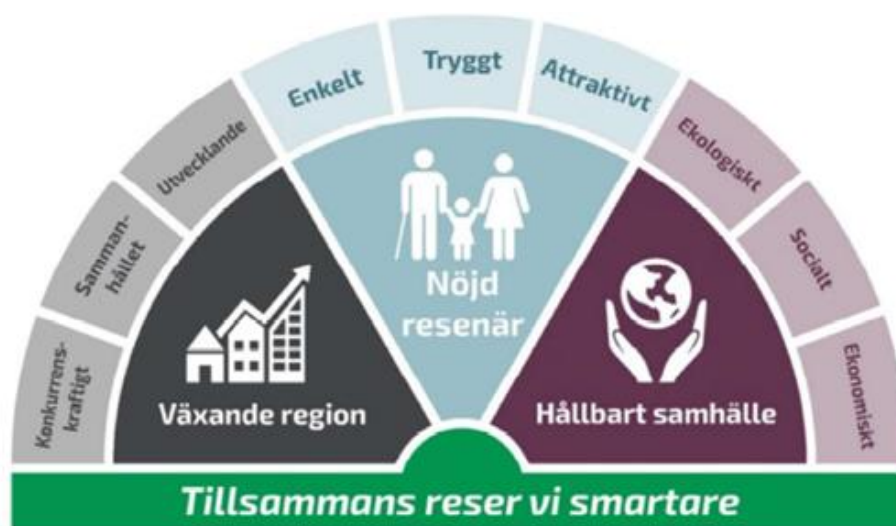 Enkelt
Tryggt
Attraktivt
Utvecklande
Ekologiskt
Samman-
hållet
Socialt
Konkurrens-
kraftigt
Ekonomiskt
Nöjd
resenär
Växande region
Hållbart samhälle
Tillsammans reser vi smartare